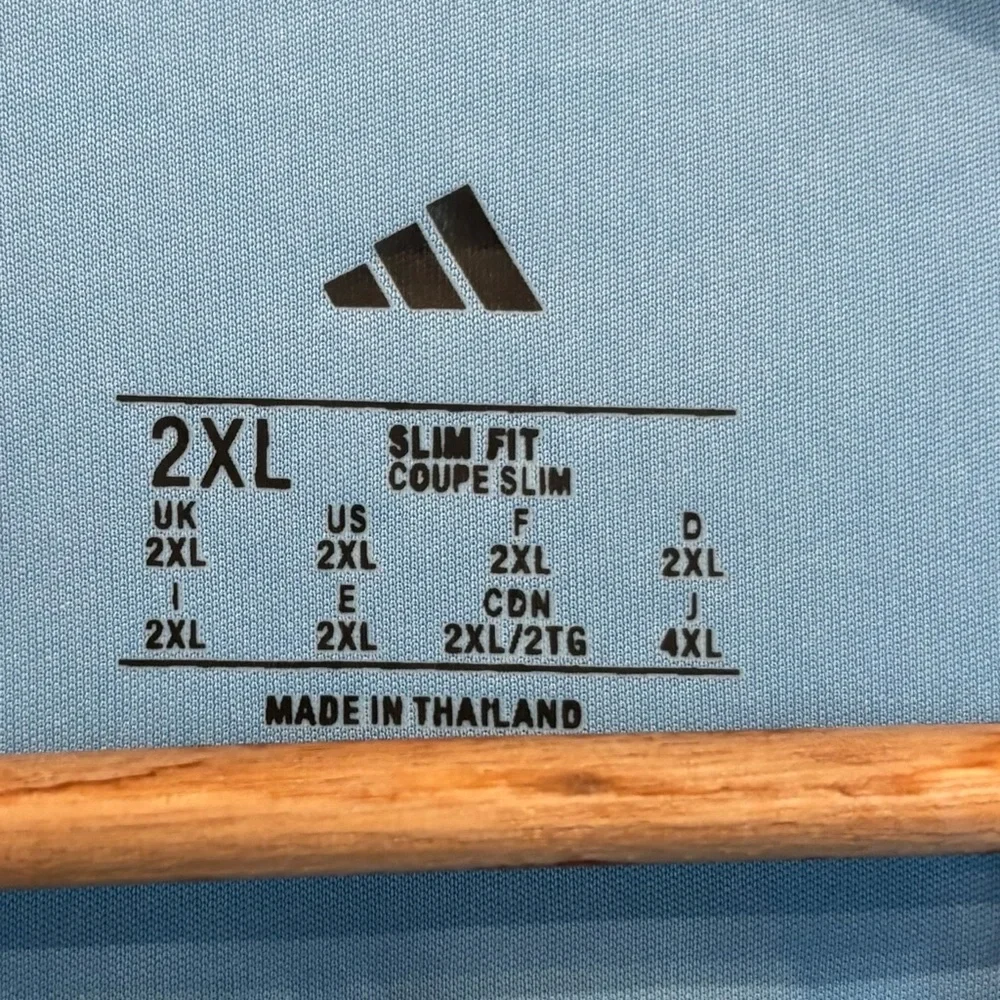 2XL SLIM FIT
COUPE SLIM
UK US F D
2XL 2XL 2XL 2XL
I E CDN J
2XL 2XL 2XL/2TG 4XL
MADE IN THAILAND